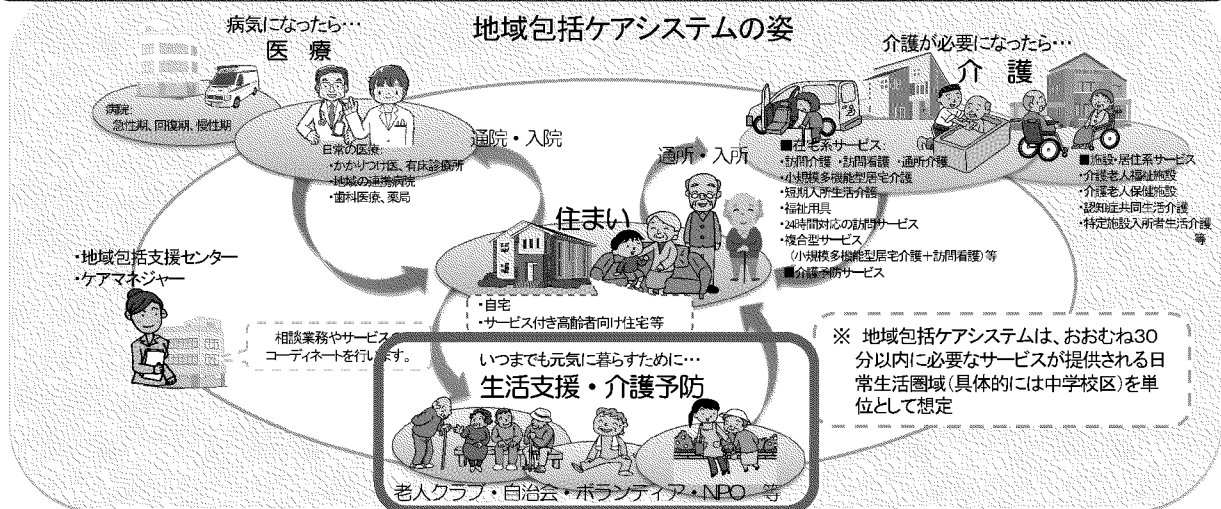 地域包括ケアシステムの姿
病気になったら…
医 療
病院:
急性期、回復期、慢性期
日常の医療:
・かかりつけ医、有床診療所
・地域の連携病院
・歯科医療、薬局
通院・入院
通所・入所
介護が必要になったら…
介 護
■在宅系サービス:
・訪問介護 ・訪問看護 ・通所介護
・小規模多機能型居宅介護
・短期入所生活介護
・福祉用具
・24時間対応の訪問サービス
・複合型サービス
(小規模多機能型居宅介護+訪問看護)等
■介護予防サービス
■施設・居住系サービス
・介護老人福祉施設
・介護老人保健施設
・認知症共同生活介護
・特定施設入所者生活介護
等
住まい
・自宅
・サービス付き高齢者向け住宅等
・地域包括支援センター
・ケアマネジャー
相談業務やサービスの
コーディネートを行います。
いつまでも元気に暮らすために…
生活支援・介護予防
老人クラブ・自治会・ボランティア・NPO 等
※ 地域包括ケアシステムは、おおむね30
分以内に必要なサービスが提供される日
常生活圏域(具体的には中学校区)を単
位として想定